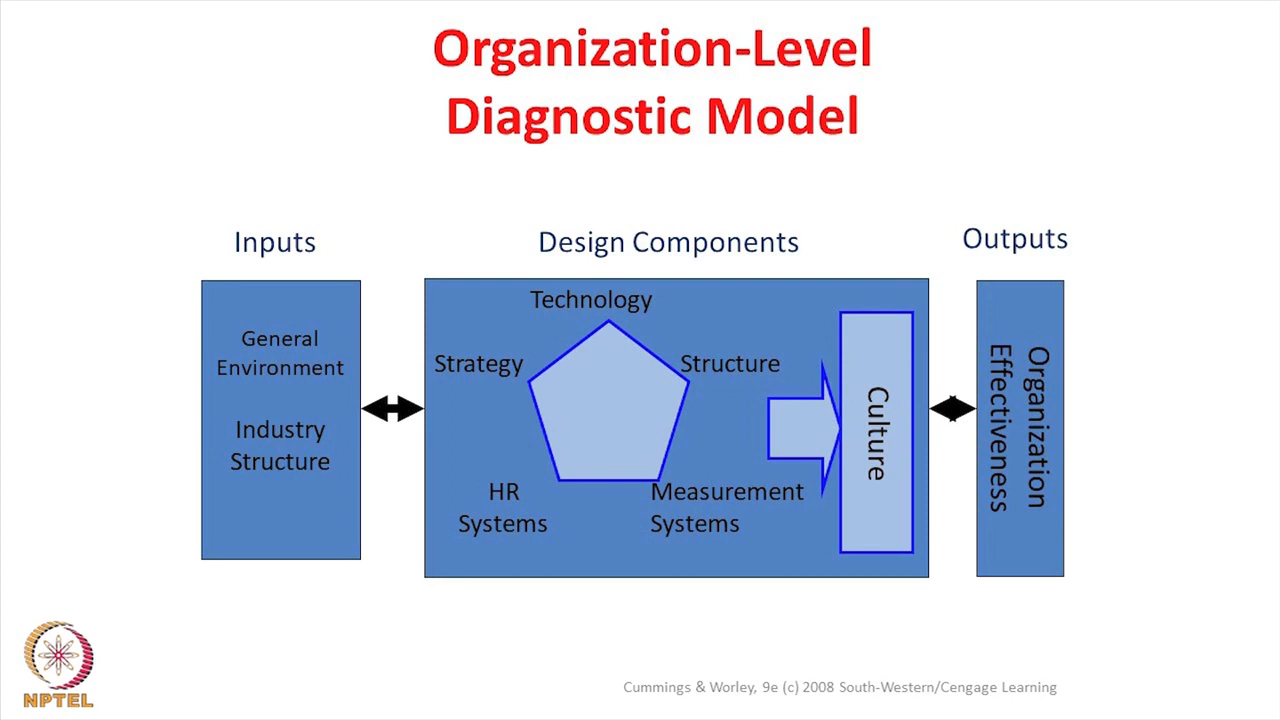 Organization-Level
Diagnostic Model
Inputs
Design Components
Outputs
General
Environment
Industry
Structure
Technology
Strategy
Structure
HR
Systems
Measurement
Systems
Culture
Organization
Effectiveness
NPTEL
Cummings & Worley, 9e (c) 2008 South-Western/Cengage Learning